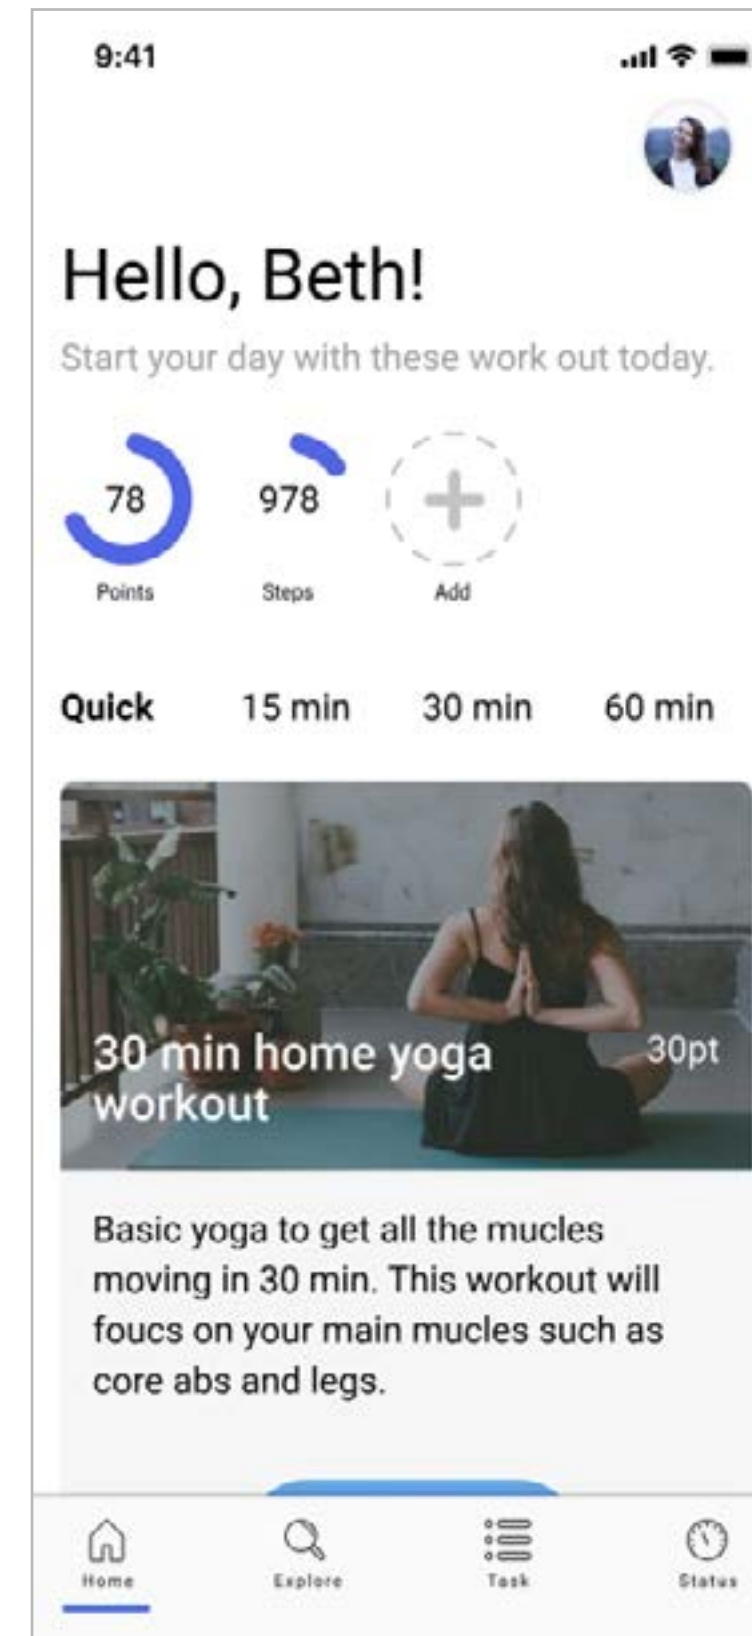 9:41
Hello, Beth!
Start your day with these work out today.
78
978
Points
Steps
Add
Quick
15 min
30 min
60 min
30 min home yoga
workout
30pt
Basic yoga to get all the mucles
moving in 30 min. This workout will
foucs on your main mucles such as
core abs and legs.
Home
Explore
Task
Status